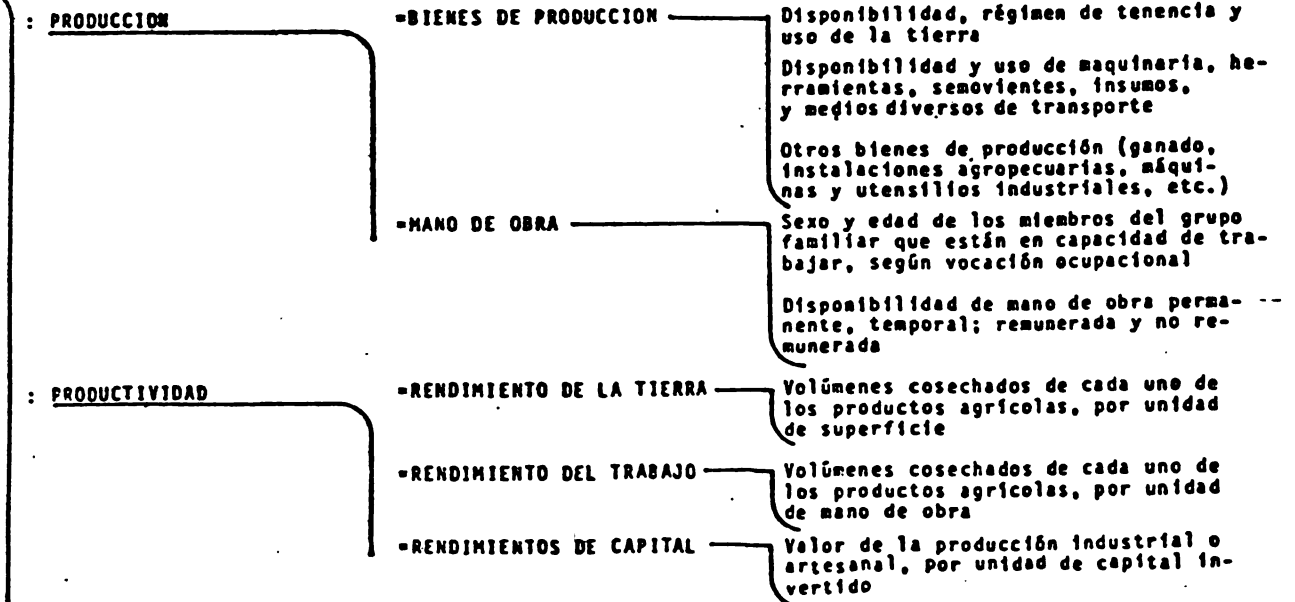 : PRODUCCION
=BIENES DE PRODUCCION
Disponibilidad, régimen de tenencia y
uso de la tierra
Disponibilidad y uso de maquinaria, he-
rramientas, semovientes, insumos,
y medios diversos de transporte
Otros bienes de producción (ganado,
instalaciones agropecuarias, máqui-
nas y utensilios industriales, etc.)
=MANO DE OBRA
Sexo y edad de los miembros del grupo
familiar que están en capacidad de tra-
bajar, según vocación ocupacional
Disponibilidad de mano de obra perma-
nente, temporal; remunerada y no re-
munerada
: PRODUCTIVIDAD
=RENDIMIENTO DE LA TIERRA
Volúmenes cosechados de cada uno de
los productos agrícolas, por unidad
de superficie
=RENDIMIENTO DEL TRABAJO
Volúmenes cosechados de cada uno de
los productos agrícolas, por unidad
de mano de obra
=RENDIMIENTOS DE CAPITAL
Valor de la producción industrial o
artesanal, por unidad de capital in-
vertido